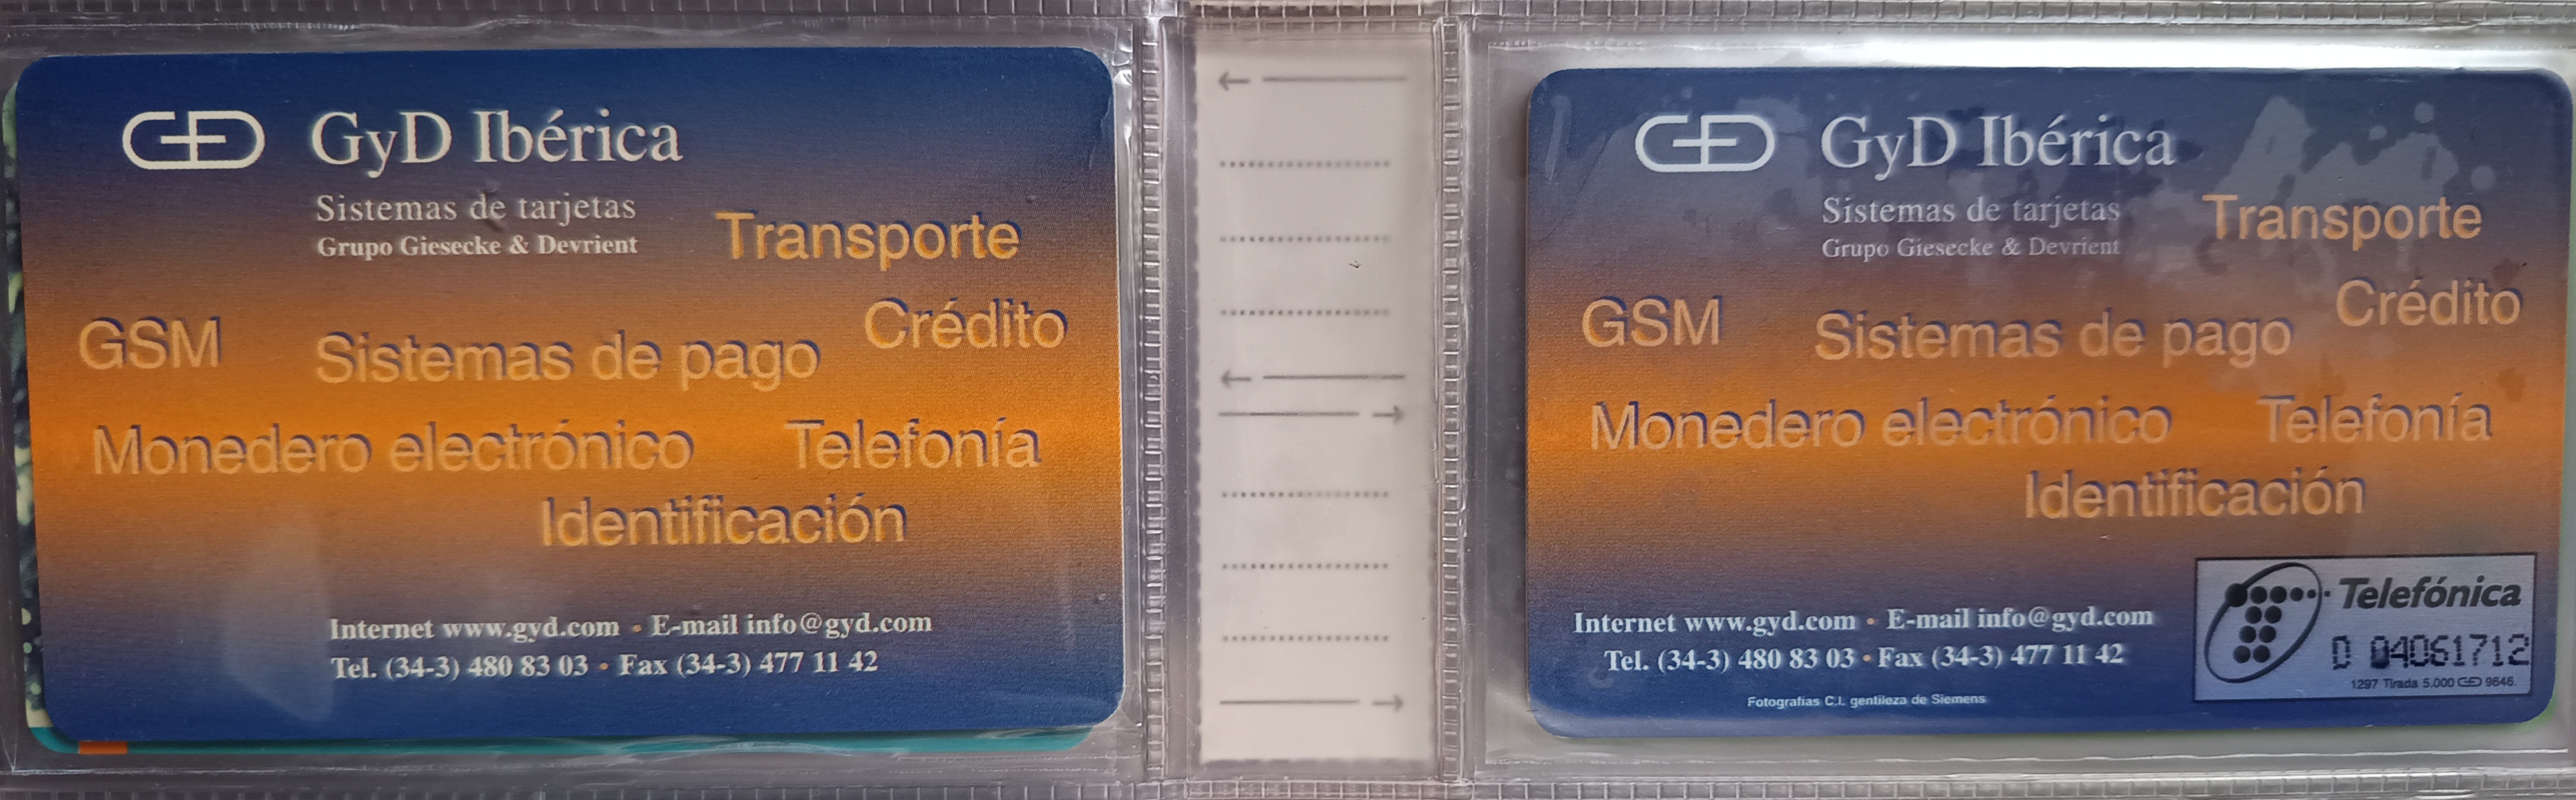 GD GyD Ibérica
Sistemas de tarjetas
Grupo Giesecke & Devrient
Transporte
GSM Sistemas de pago Crédito
Monedero electrónico Telefonía
Identificación
Internet www.gyd.com • E-mail info@gyd.com
Tel. (34-3) 480 83 03 • Fax (34-3) 477 11 42
GD GyD Ibérica
Sistemas de tarjetas
Grupo Giesecke & Devrient
Transporte
GSM Sistemas de pago Crédito
Monedero electrónico Telefonía
Identificación
Internet www.gyd.com • E-mail info@gyd.com
Tel. (34-3) 480 83 03 • Fax (34-3) 477 11 42
Fotografías C.I. gentileza de Siemens
Telefónica
D 04061712
1297 Tirada 5.000 GD 9646.